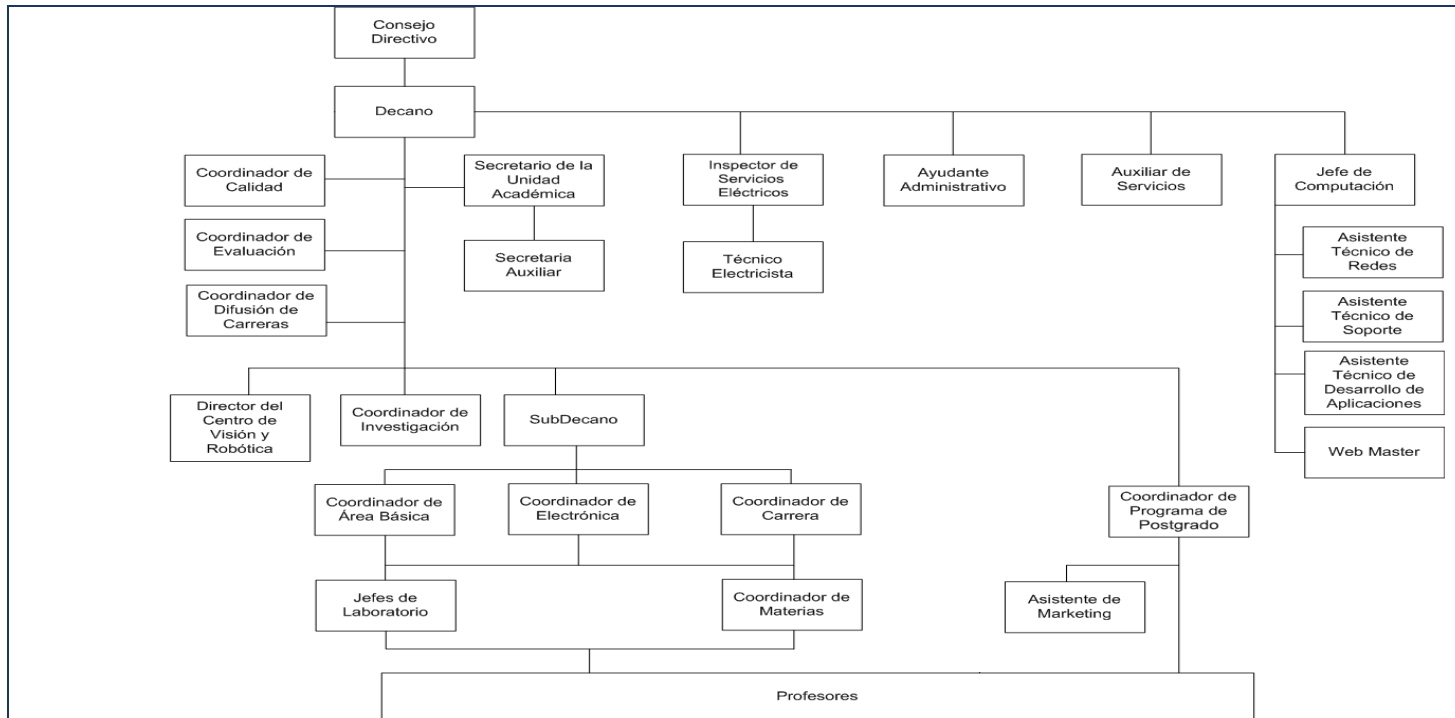 Consejo
Directivo
Decano
Coordinador de
Calidad
Secretario de la
Unidad
Académica
Inspector de
Servicios
Eléctricos
Ayudante
Administrativo
Auxiliar de
Servicios
Jefe de
Computación
Coordinador de
Evaluación
Secretaria
Auxiliar
Técnico
Electricista
Asistente
Técnico de
Redes
Coordinador de
Difusión de
Carreras
Asistente
Técnico de
Soporte
Asistente
Técnico de
Desarrollo de
Aplicaciones
Web Master
Director del
Centro de
Visión y
Robótica
Coordinador de
Investigación
SubDecano
Coordinador de
Área Básica
Coordinador de
Electrónica
Coordinador de
Carrera
Coordinador de
Programa de
Postgrado
Jefes de
Laboratorio
Coordinador de
Materias
Asistente de
Marketing
Profesores